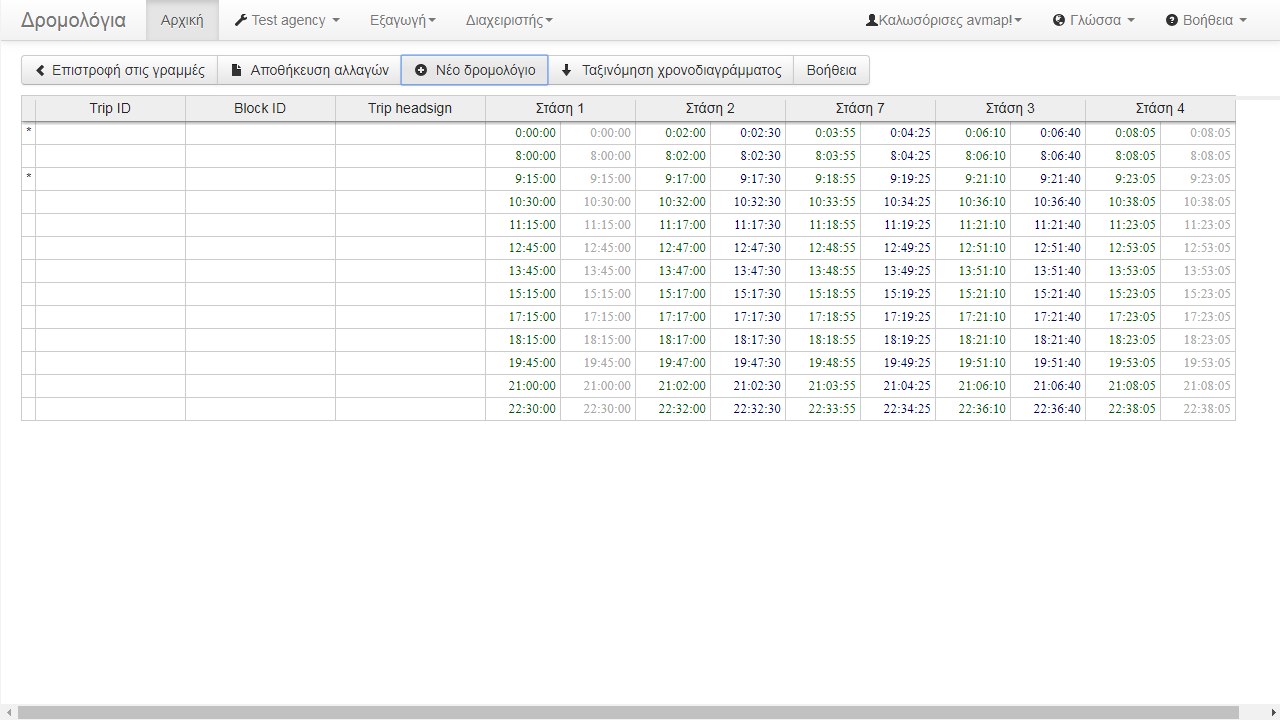 Δρομολόγια Αρχική Test agency Εξαγωγή Διαχειριστής Καλωσόρισες avmap! Γλώσσα Βοήθεια
Επιστροφή στις γραμμές Αποθήκευση αλλαγών Νέο δρομολόγιο Ταξινόμηση χρονοδιαγράμματος Βοήθεια
Trip ID Block ID Trip headsign Στάση 1 Στάση 2 Στάση 7 Στάση 3 Στάση 4
* 0:00:00 0:00:00 0:02:00 0:02:30 0:03:55 0:04:25 0:06:10 0:06:40 0:08:05 0:08:05
8:00:00 8:00:00 8:02:00 8:02:30 8:03:55 8:04:25 8:06:10 8:06:40 8:08:05 8:08:05
* 9:15:00 9:15:00 9:17:00 9:17:30 9:18:55 9:19:25 9:21:10 9:21:40 9:23:05 9:23:05
10:30:00 10:30:00 10:32:00 10:32:30 10:33:55 10:34:25 10:36:10 10:36:40 10:38:05 10:38:05
11:15:00 11:15:00 11:17:00 11:17:30 11:18:55 11:19:25 11:21:10 11:21:40 11:23:05 11:23:05
12:45:00 12:45:00 12:47:00 12:47:30 12:48:55 12:49:25 12:51:10 12:51:40 12:53:05 12:53:05
13:45:00 13:45:00 13:47:00 13:47:30 13:48:55 13:49:25 13:51:10 13:51:40 13:53:05 13:53:05
15:15:00 15:15:00 15:17:00 15:17:30 15:18:55 15:19:25 15:21:10 15:21:40 15:23:05 15:23:05
17:15:00 17:15:00 17:17:00 17:17:30 17:18:55 17:19:25 17:21:10 17:21:40 17:23:05 17:23:05
18:15:00 18:15:00 18:17:00 18:17:30 18:18:55 18:19:25 18:21:10 18:21:40 18:23:05 18:23:05
19:45:00 19:45:00 19:47:00 19:47:30 19:48:55 19:49:25 19:51:10 19:51:40 19:53:05 19:53:05
21:00:00 21:00:00 21:02:00 21:02:30 21:03:55 21:04:25 21:06:10 21:06:40 21:08:05 21:08:05
22:30:00 22:30:00 22:32:00 22:32:30 22:33:55 22:34:25 22:36:10 22:36:40 22:38:05 22:38:05